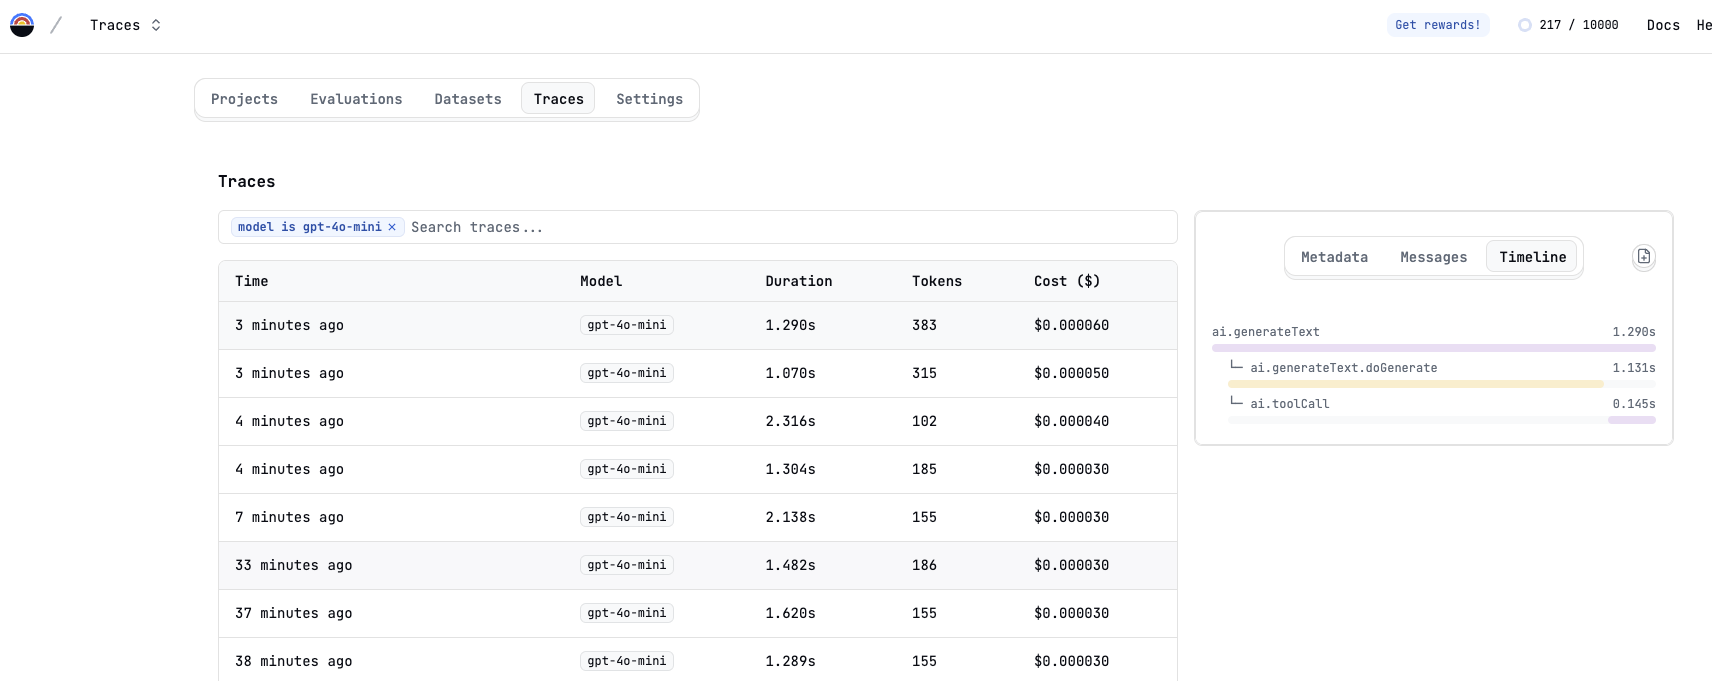 / Traces Get rewards! 217 / 10000 Docs He
Projects Evaluations Datasets Traces Settings
Traces
model is gpt-4o-mini × Search traces...
Time Model Duration Tokens Cost ($)
3 minutes ago gpt-4o-mini 1.290s 383 $0.000060
3 minutes ago gpt-4o-mini 1.070s 315 $0.000050
4 minutes ago gpt-4o-mini 2.316s 102 $0.000040
4 minutes ago gpt-4o-mini 1.304s 185 $0.000030
7 minutes ago gpt-4o-mini 2.138s 155 $0.000030
33 minutes ago gpt-4o-mini 1.482s 186 $0.000030
37 minutes ago gpt-4o-mini 1.620s 155 $0.000030
38 minutes ago gpt-4o-mini 1.289s 155 $0.000030
Metadata Messages Timeline
ai.generateText 1.290s
└─ ai.generateText.doGenerate 1.131s
└─ ai.toolCall 0.145s